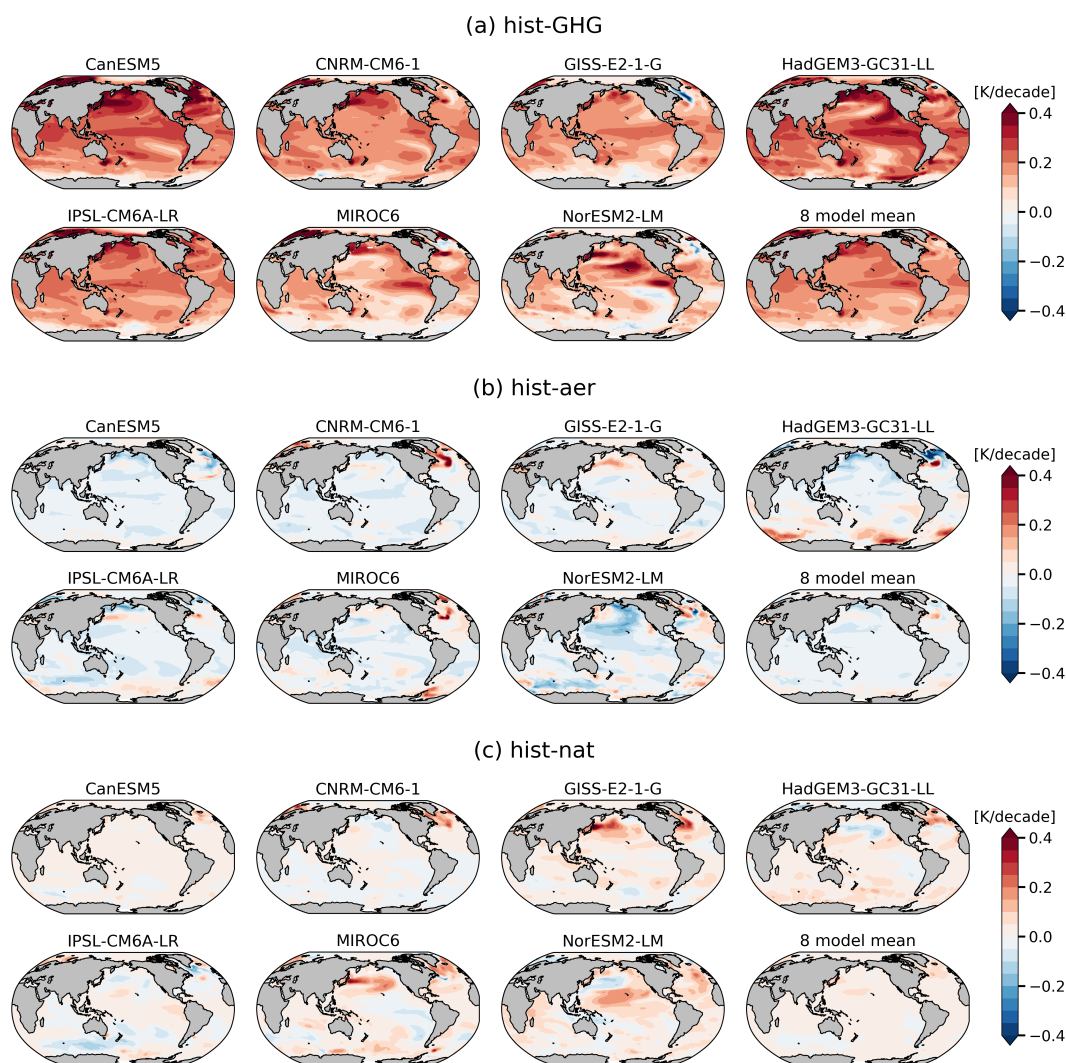 (a) hist-GHG
CanESM5 CNRM-CM6-1 GISS-E2-1-G HadGEM3-GC31-LL
[K/decade]
0.4
0.2
0.0
−0.2
−0.4
IPSL-CM6A-LR MIROC6 NorESM2-LM 8 model mean
(b) hist-aer
CanESM5 CNRM-CM6-1 GISS-E2-1-G HadGEM3-GC31-LL
[K/decade]
0.4
0.2
0.0
−0.2
−0.4
IPSL-CM6A-LR MIROC6 NorESM2-LM 8 model mean
(c) hist-nat
CanESM5 CNRM-CM6-1 GISS-E2-1-G HadGEM3-GC31-LL
[K/decade]
0.4
0.2
0.0
−0.2
−0.4
IPSL-CM6A-LR MIROC6 NorESM2-LM 8 model mean